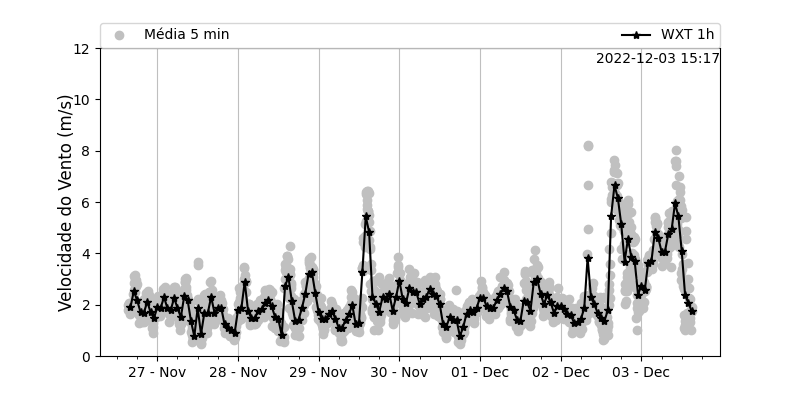 Média 5 min
WXT 1h
2022-12-03 15:17
Velocidade do Vento (m/s)
12
10
8
6
4
2
0
27 - Nov
28 - Nov
29 - Nov
30 - Nov
01 - Dec
02 - Dec
03 - Dec